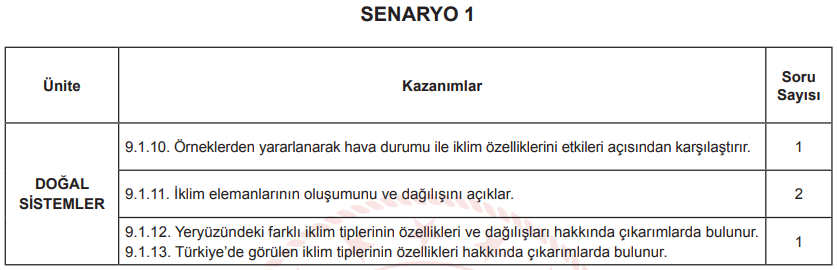 SENARYO 1
Ünite
Kazanımlar
Soru
Sayısı
DOĞAL
SİSTEMLER
9.1.10. Örneklerden yararlanarak hava durumu ile iklim özelliklerini etkileri açısından karşılaştırır.
1
9.1.11. İklim elemanlarının oluşumunu ve dağılışını açıklar.
2
9.1.12. Yeryüzündeki farklı iklim tiplerinin özellikleri ve dağılışları hakkında çıkarımlarda bulunur.
9.1.13. Türkiye’de görülen iklim tiplerinin özellikleri hakkında çıkarımlarda bulunur.
1